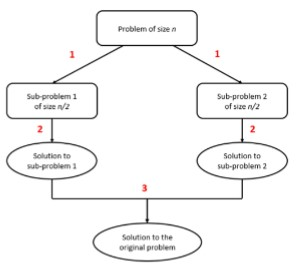 Problem of size n
1
1
Sub-problem 1
of size n/2
Sub-problem 2
of size n/2
2
2
Solution to
sub-problem 1
Solution to
sub-problem 2
3
Solution to the
original problem